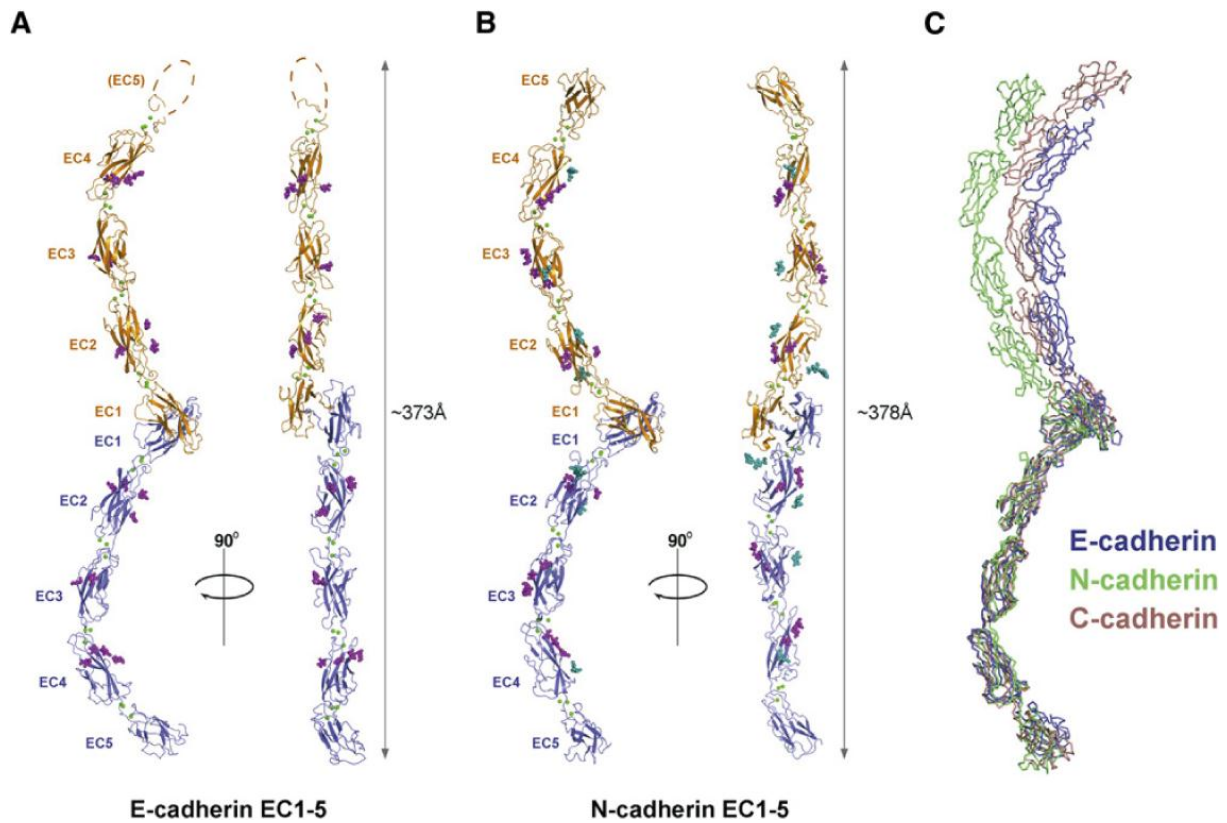 A
B
C
(EC5)
EC4
EC3
EC2
EC1
EC1
EC2
EC3
EC4
EC5
90°
~373Å
E-cadherin EC1-5
EC5
EC4
EC3
EC2
EC1
EC1
EC2
EC3
EC4
EC5
90°
~378Å
N-cadherin EC1-5
E-cadherin
N-cadherin
C-cadherin